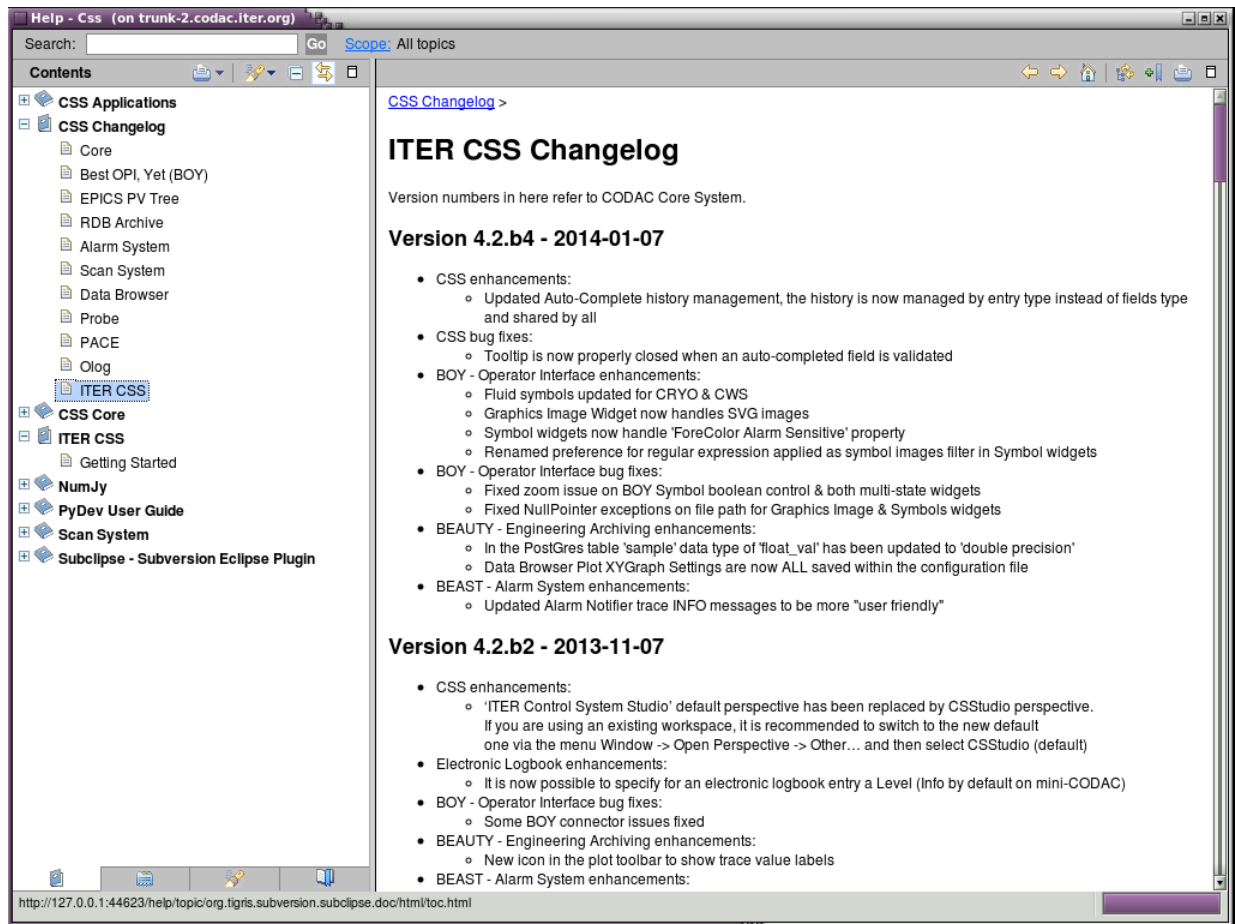 Help - Css (on trunk-2.codac.iter.org)
Search:
Go
Scope: All topics
Contents
CSS Applications
CSS Changelog
Core
Best OPI, Yet (BOY)
EPICS PV Tree
RDB Archive
Alarm System
Scan System
Data Browser
Probe
PACE
Olog
ITER CSS
CSS Core
ITER CSS
Getting Started
NumJy
PyDev User Guide
Scan System
Subclipse - Subversion Eclipse Plugin
CSS Changelog >
ITER CSS Changelog
Version numbers in here refer to CODAC Core System.
Version 4.2.b4 - 2014-01-07
CSS enhancements:
Updated Auto-Complete history management, the history is now managed by entry type instead of fields type
and shared by all
CSS bug fixes:
Tooltip is now properly closed when an auto-completed field is validated
BOY - Operator Interface enhancements:
Fluid symbols updated for CRYO & CWS
Graphics Image Widget now handles SVG images
Symbol widgets now handle 'ForeColor Alarm Sensitive' property
Renamed preference for regular expression applied as symbol images filter in Symbol widgets
BOY - Operator Interface bug fixes:
Fixed zoom issue on BOY Symbol boolean control & both multi-state widgets
Fixed NullPointer exceptions on file path for Graphics Image & Symbols widgets
BEAUTY - Engineering Archiving enhancements:
In the PostGres table 'sample' data type of 'float_val' has been updated to 'double precision'
Data Browser Plot XYGraph Settings are now ALL saved within the configuration file
BEAST - Alarm System enhancements:
Updated Alarm Notifier trace INFO messages to be more "user friendly"
Version 4.2.b2 - 2013-11-07
CSS enhancements:
‘ITER Control System Studio’ default perspective has been replaced by CSStudio perspective.
If you are using an existing workspace, it is recommended to switch to the new default
one via the menu Window -> Open Perspective -> Other… and then select CSStudio (default)
Electronic Logbook enhancements:
It is now possible to specify for an electronic logbook entry a Level (Info by default on mini-CODAC)
BOY - Operator Interface bug fixes:
Some BOY connector issues fixed
BEAUTY - Engineering Archiving enhancements:
New icon in the plot toolbar to show trace value labels
BEAST - Alarm System enhancements:
http://127.0.0.1:44623/help/topic/org.tigris.subversion.subclipse.doc/html/toc.html